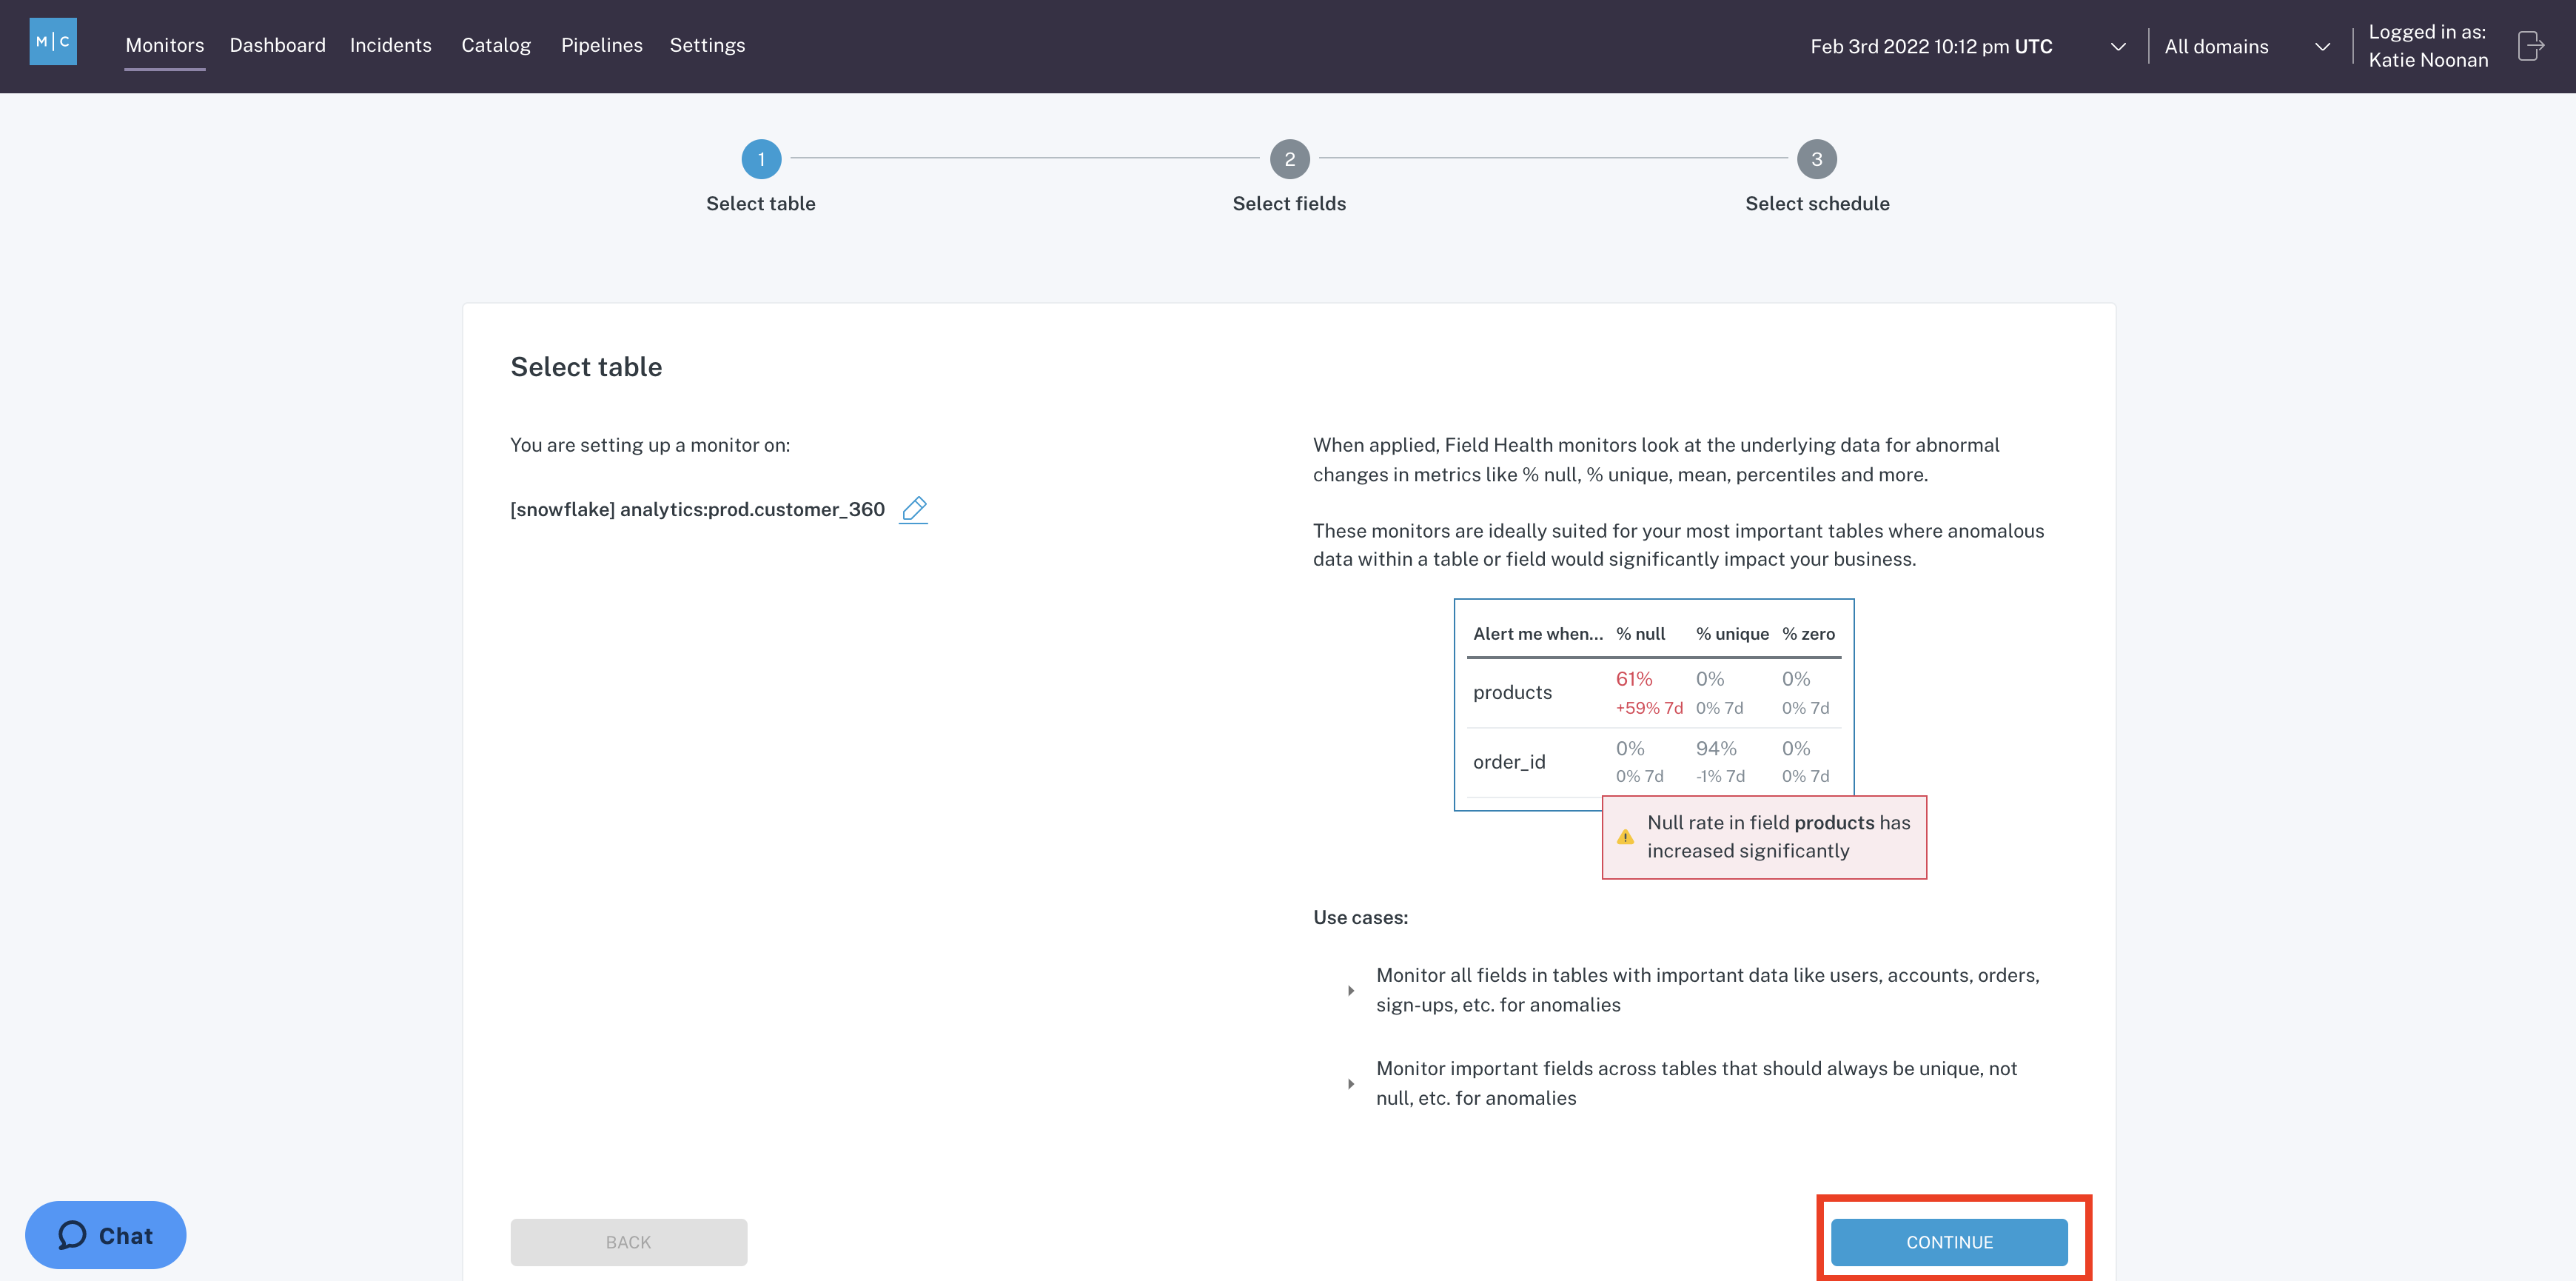 M|C
Monitors Dashboard Incidents Catalog Pipelines Settings
Feb 3rd 2022 10:12 pm UTC
All domains
Logged in as:
Katie Noonan
1 2 3
Select table Select fields Select schedule
Select table
You are setting up a monitor on:
[snowflake] analytics:prod.customer_360
When applied, Field Health monitors look at the underlying data for abnormal
changes in metrics like % null, % unique, mean, percentiles and more.
These monitors are ideally suited for your most important tables where anomalous
data within a table or field would significantly impact your business.
Alert me when... % null % unique % zero
products 61% 0% 0%
+59% 7d 0% 7d 0% 7d
order_id 0% 94% 0%
0% 7d -1% 7d 0% 7d
Null rate in field products has
increased significantly
Use cases:
Monitor all fields in tables with important data like users, accounts, orders,
sign-ups, etc. for anomalies
Monitor important fields across tables that should always be unique, not
null, etc. for anomalies
Chat
BACK
CONTINUE